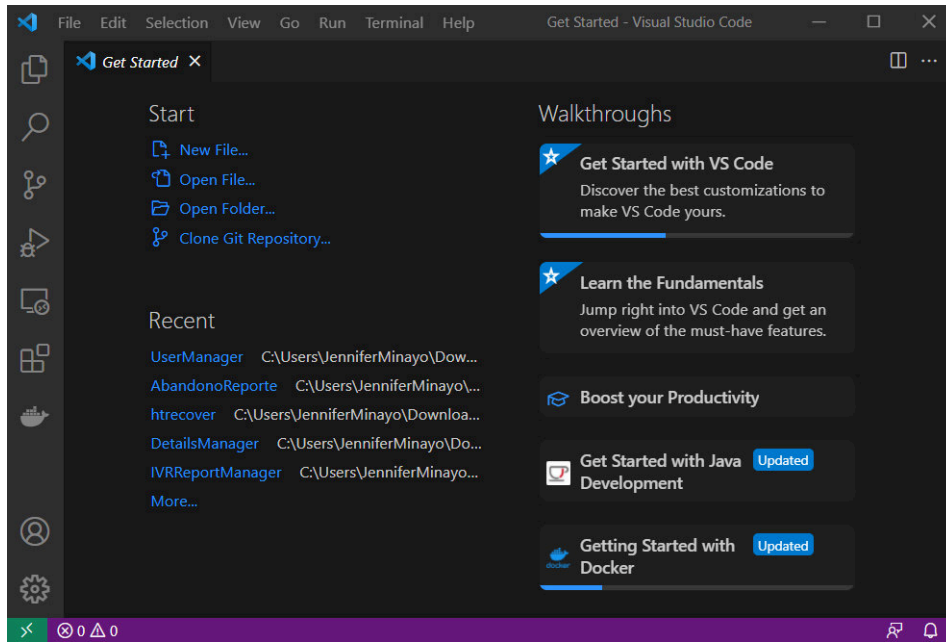 File Edit Selection View Go Run Terminal Help Get Started - Visual Studio Code
Get Started
Start
New File...
Open File...
Open Folder...
Clone Git Repository...
Recent
UserManager C:\Users\JenniferMinayo\Dow...
AbandonoReporte C:\Users\JenniferMinayo\...
htrecover C:\Users\JenniferMinayo\Downloa...
DetailsManager C:\Users\JenniferMinayo\Do...
IVRReportManager C:\Users\JenniferMinayo...
More...
Walkthroughs
Get Started with VS Code
Discover the best customizations to
make VS Code yours.
Learn the Fundamentals
Jump right into VS Code and get an
overview of the must-have features.
Boost your Productivity
Get Started with Java Updated
Development
Getting Started with Updated
Docker
docker
0 0